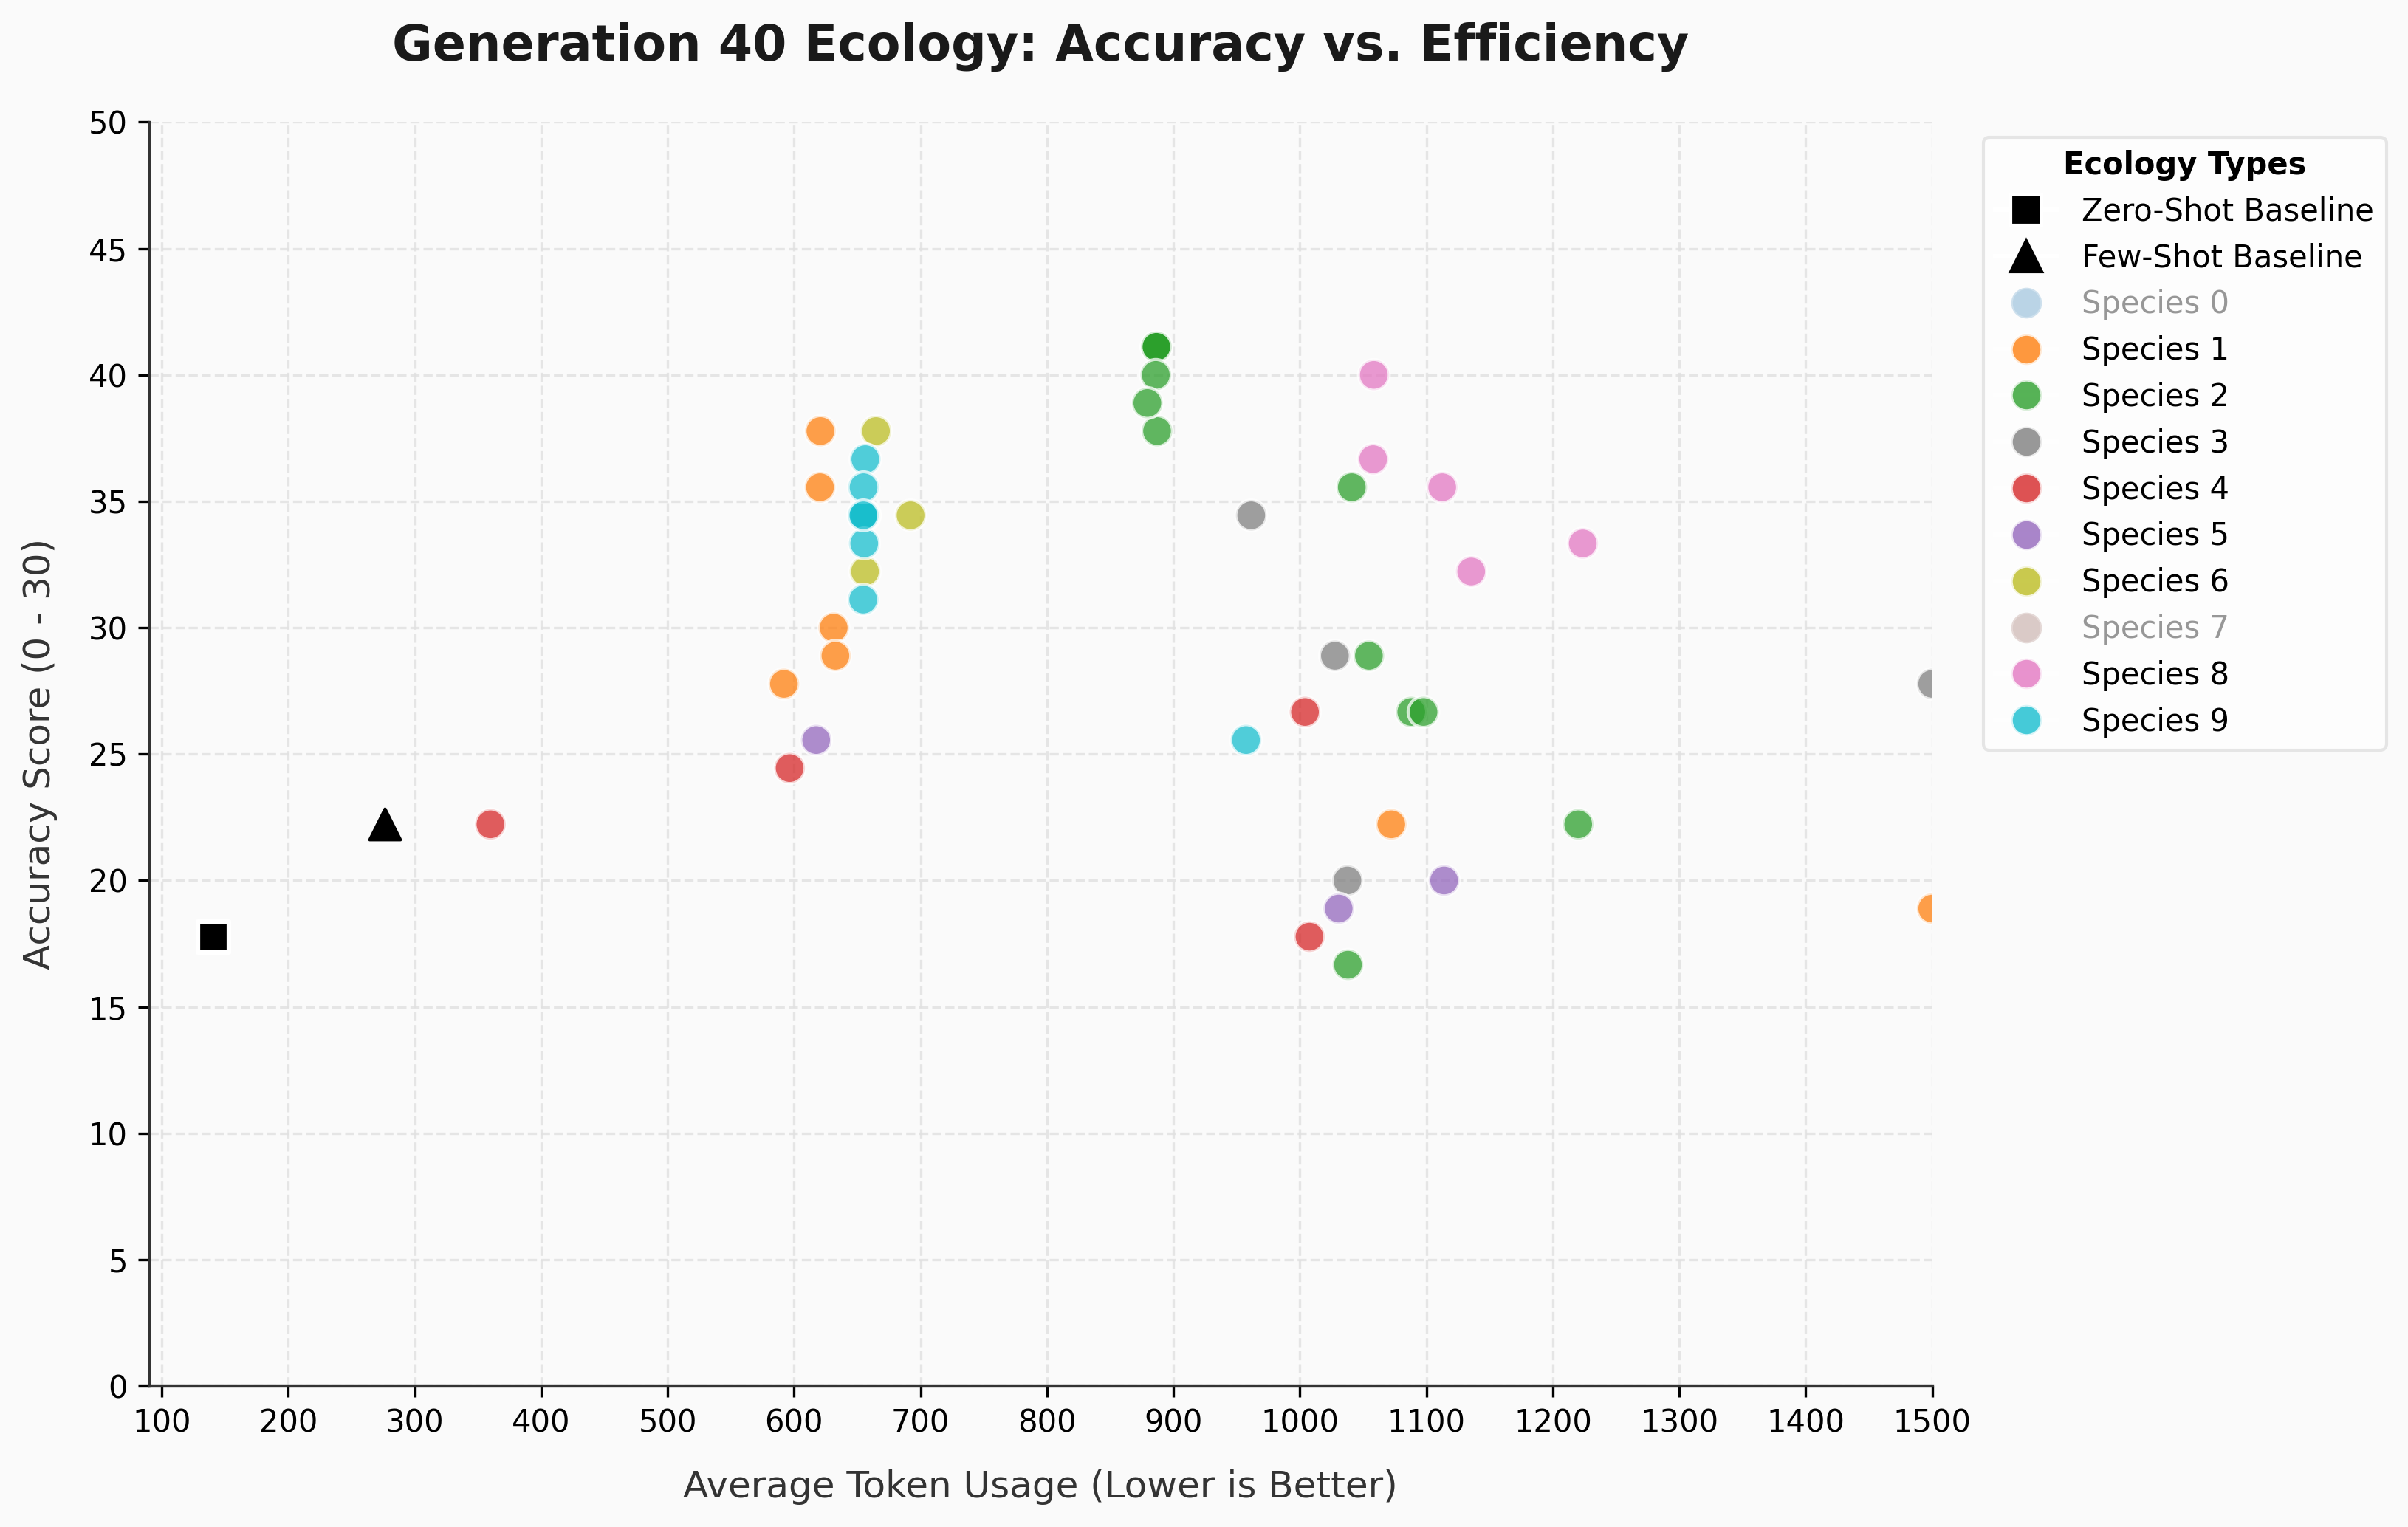 Generation 40 Ecology: Accuracy vs. Efficiency
50
45
40
35
30
25
20
15
10
5
0
Accuracy Score (0 - 30)
100 200 300 400 500 600 700 800 900 1000 1100 1200 1300 1400 1500
Average Token Usage (Lower is Better)
Ecology Types
Zero-Shot Baseline
Few-Shot Baseline
Species 0
Species 1
Species 2
Species 3
Species 4
Species 5
Species 6
Species 7
Species 8
Species 9